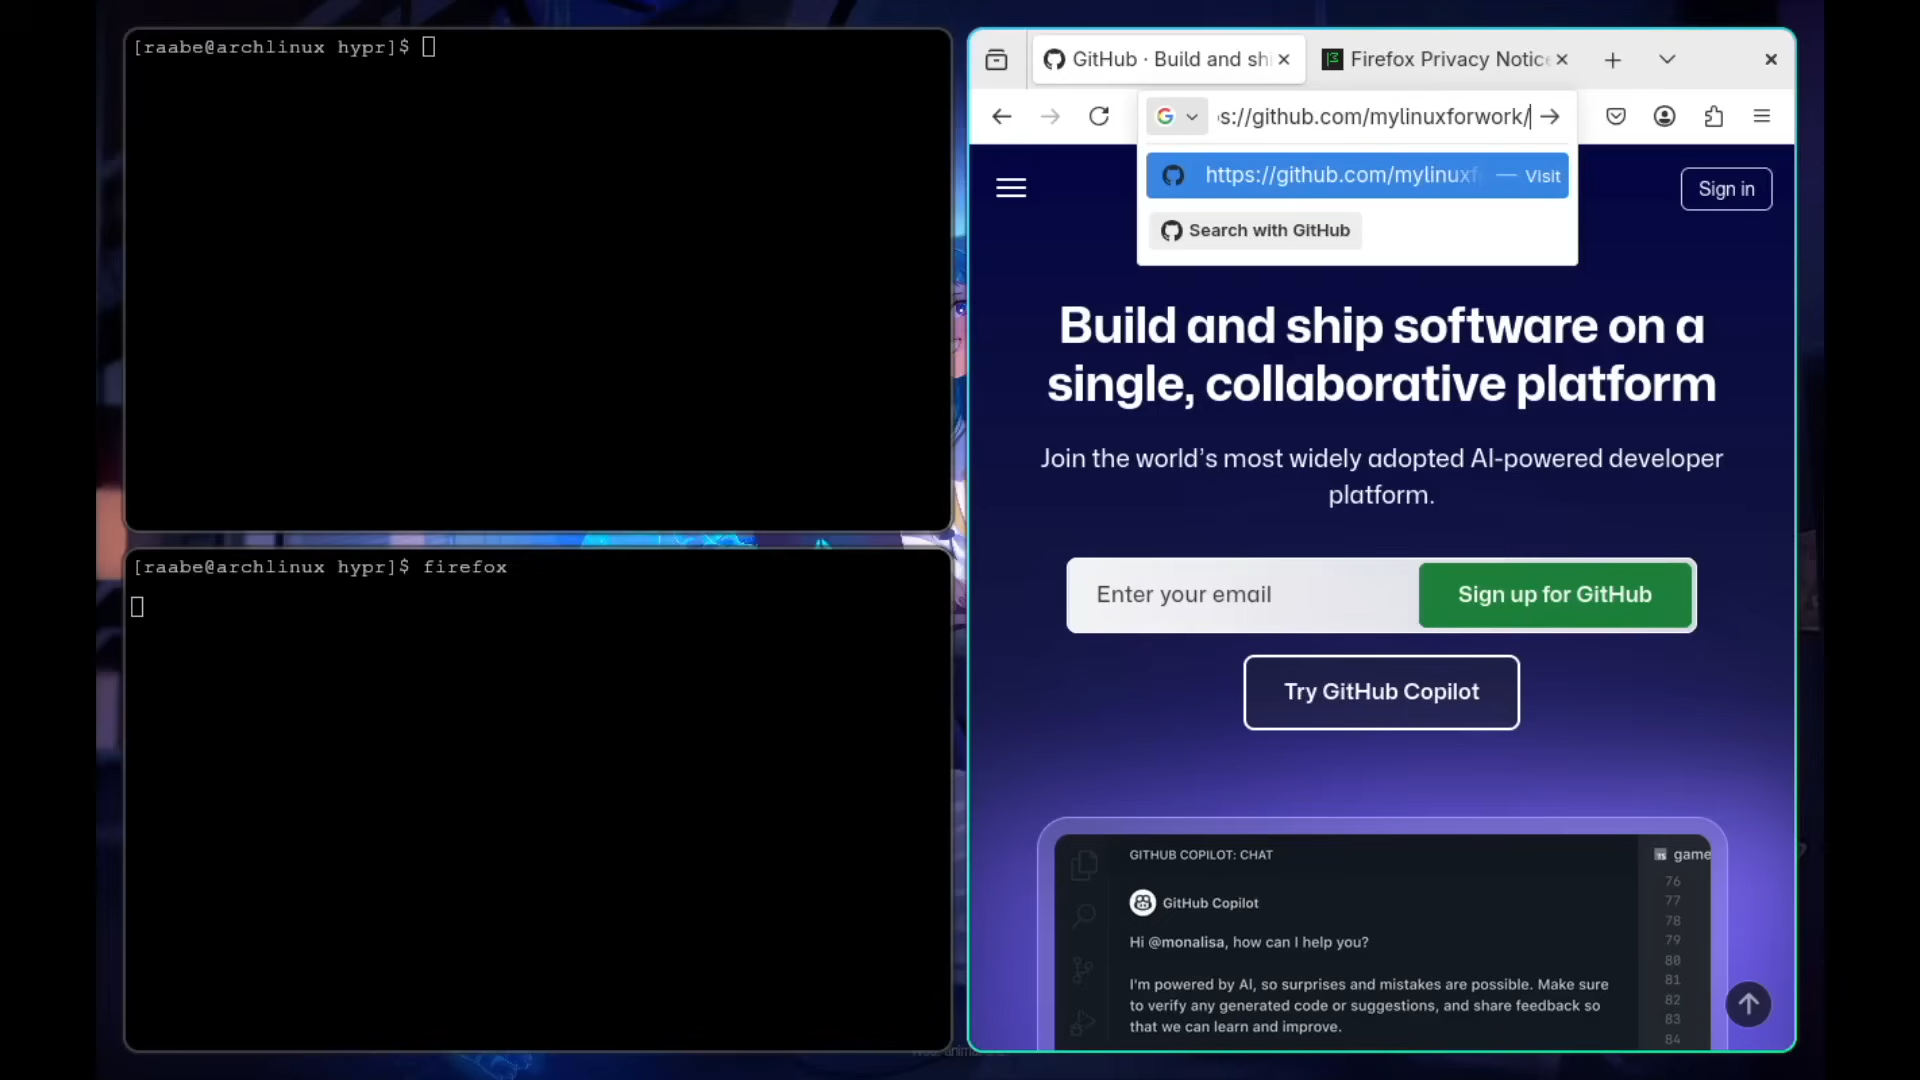 [raabe@archlinux hypr]$
[raabe@archlinux hypr]$ firefox
GitHub · Build and shi
Firefox Privacy Notice
s://github.com/mylinuxforwork/
https://github.com/mylinuxf — Visit
Search with GitHub
Sign in
Build and ship software on a
single, collaborative platform
Join the world’s most widely adopted AI-powered developer
platform.
Enter your email
Sign up for GitHub
Try GitHub Copilot
GITHUB COPILOT: CHAT
GitHub Copilot
Hi @monalisa, how can I help you?
I'm powered by AI, so surprises and mistakes are possible. Make sure
to verify any generated code or suggestions, and share feedback so
that we can learn and improve.
TS game
76
77
78
79
80
81
82
83
84